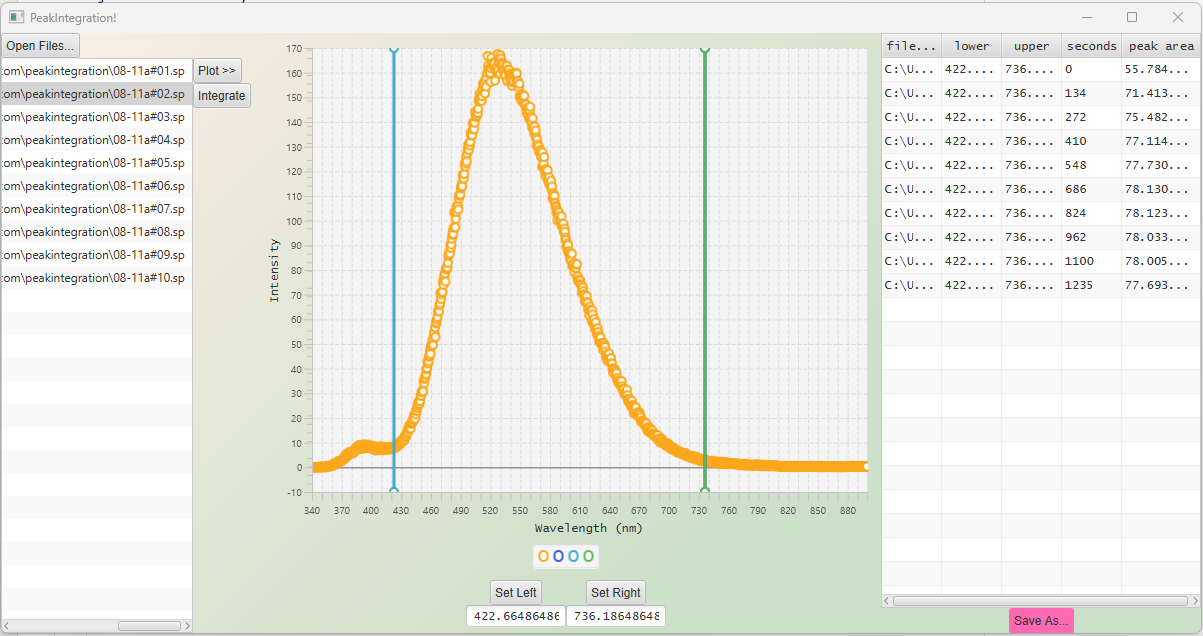 PeakIntegration!
Open Files...
com\peakintegration\08-11a#01.sp
com\peakintegration\08-11a#02.sp
com\peakintegration\08-11a#03.sp
com\peakintegration\08-11a#04.sp
com\peakintegration\08-11a#05.sp
com\peakintegration\08-11a#06.sp
com\peakintegration\08-11a#07.sp
com\peakintegration\08-11a#08.sp
com\peakintegration\08-11a#09.sp
com\peakintegration\08-11a#10.sp
Plot >>
Integrate
Intensity
170
160
150
140
130
120
110
100
90
80
70
60
50
40
30
20
10
0
-10
340 370 400 430 460 490 520 550 580 610 640 670 700 730 760 790 820 850 880
Wavelength (nm)
Set Left Set Right
422.66486486 736.18648648
file... lower upper seconds peak area
C:\U... 422.... 736.... 0 55.784...
C:\U... 422.... 736.... 134 71.413...
C:\U... 422.... 736.... 272 75.482...
C:\U... 422.... 736.... 410 77.114...
C:\U... 422.... 736.... 548 77.730...
C:\U... 422.... 736.... 686 78.130...
C:\U... 422.... 736.... 824 78.123...
C:\U... 422.... 736.... 962 78.033...
C:\U... 422.... 736.... 1100 78.005...
C:\U... 422.... 736.... 1235 77.693...
Save As...